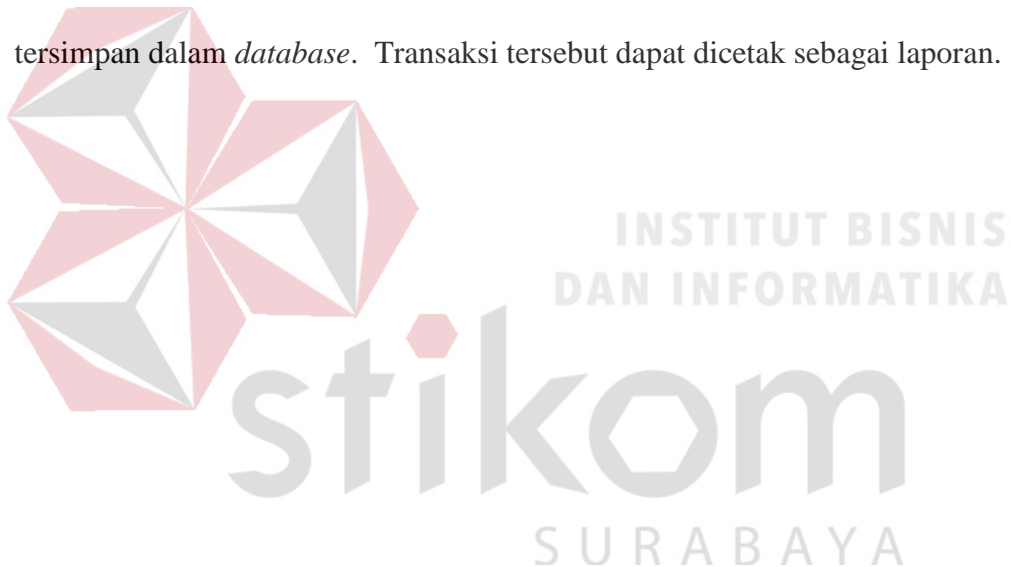 tersimpan dalam database. Transaksi tersebut dapat dicetak sebagai laporan.
INSTITUT BISNIS
DAN INFORMATIKA
stikom
SURABAYA